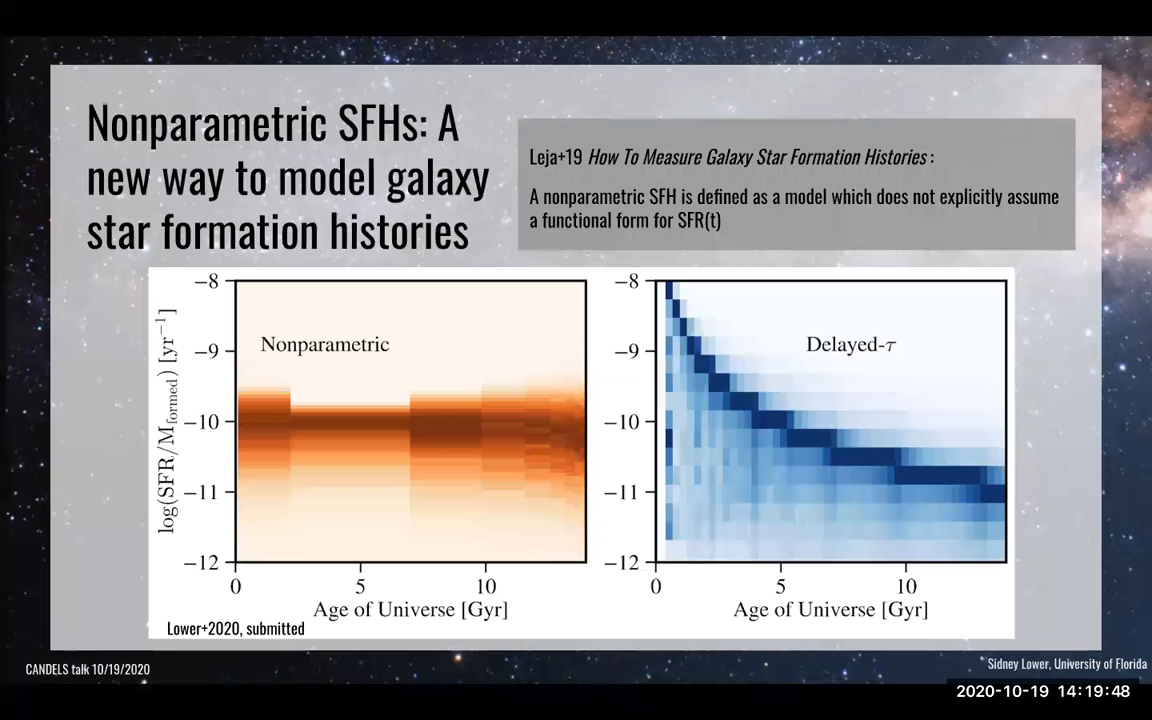 Nonparametric SFHs: A
new way to model galaxy
star formation histories
Leja+19 How To Measure Galaxy Star Formation Histories :
A nonparametric SFH is defined as a model which does not explicitly assume
a functional form for SFR(t)
log(SFR/M_formed) [yr⁻¹]
−8
−9
−10
−11
−12
Nonparametric
0 5 10
Age of Universe [Gyr]
−8
−9
−10
−11
−12
Delayed-τ
0 5 10
Age of Universe [Gyr]
Lower+2020, submitted
CANDELS talk 10/19/2020
Sidney Lower, University of Florida
2020-10-19 14:19:48